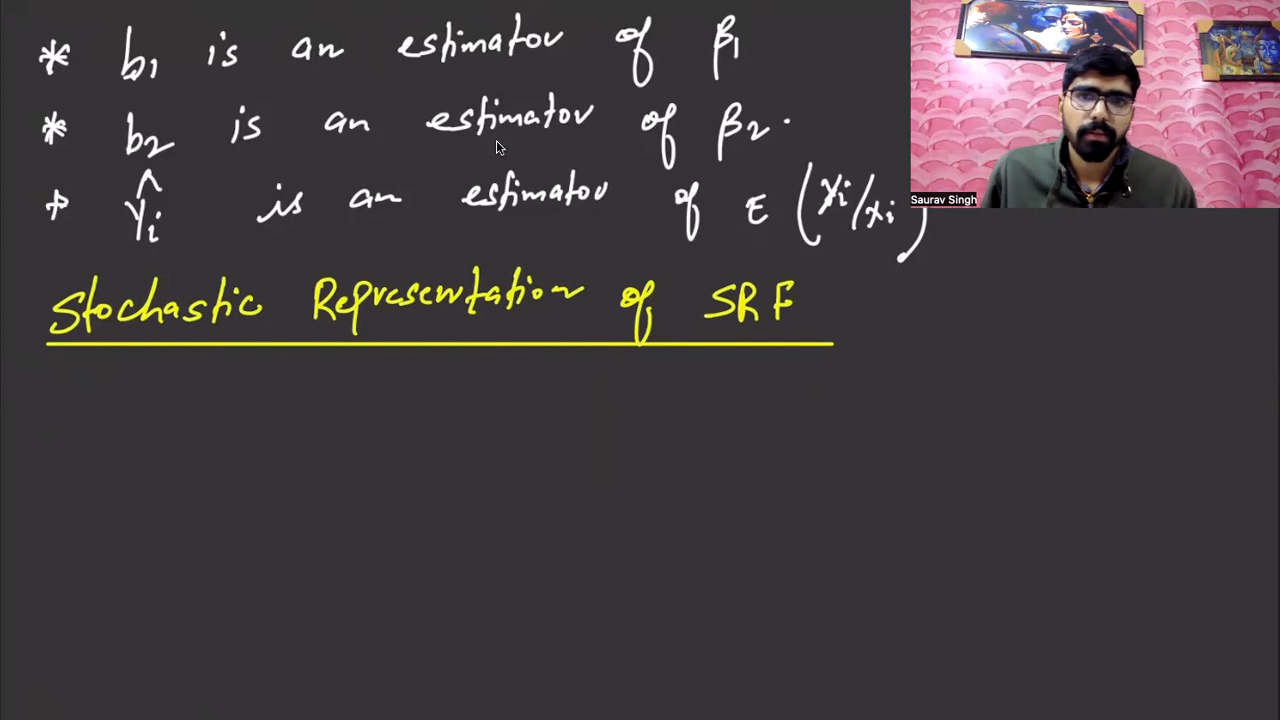 * b₁ is an estimator of β₁
* b₂ is an estimator of β₂.
* Ŷᵢ is an estimator of E (Yᵢ/Xᵢ)
Saurav Singh
Stochastic Representation of SRF